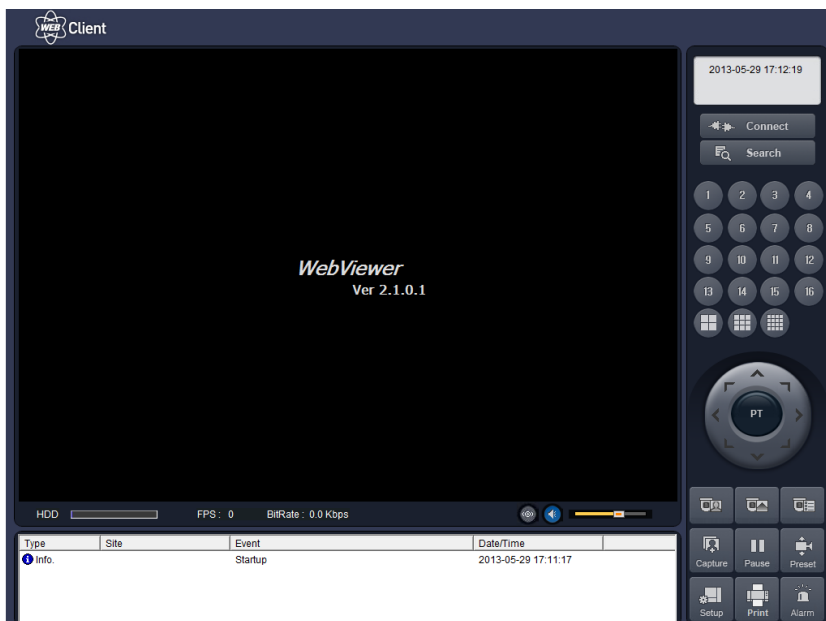 WEB Client
2013-05-29 17:12:19
Connect
Search
1 2 3 4
5 6 7 8
9 10 11 12
13 14 15 16
WebViewer
Ver 2.1.0.1
PT
HDD FPS : 0 BitRate : 0.0 Kbps
Type Site Event Date/Time
Info. Startup 2013-05-29 17:11:17
Capture Pause Preset
Setup Print Alarm